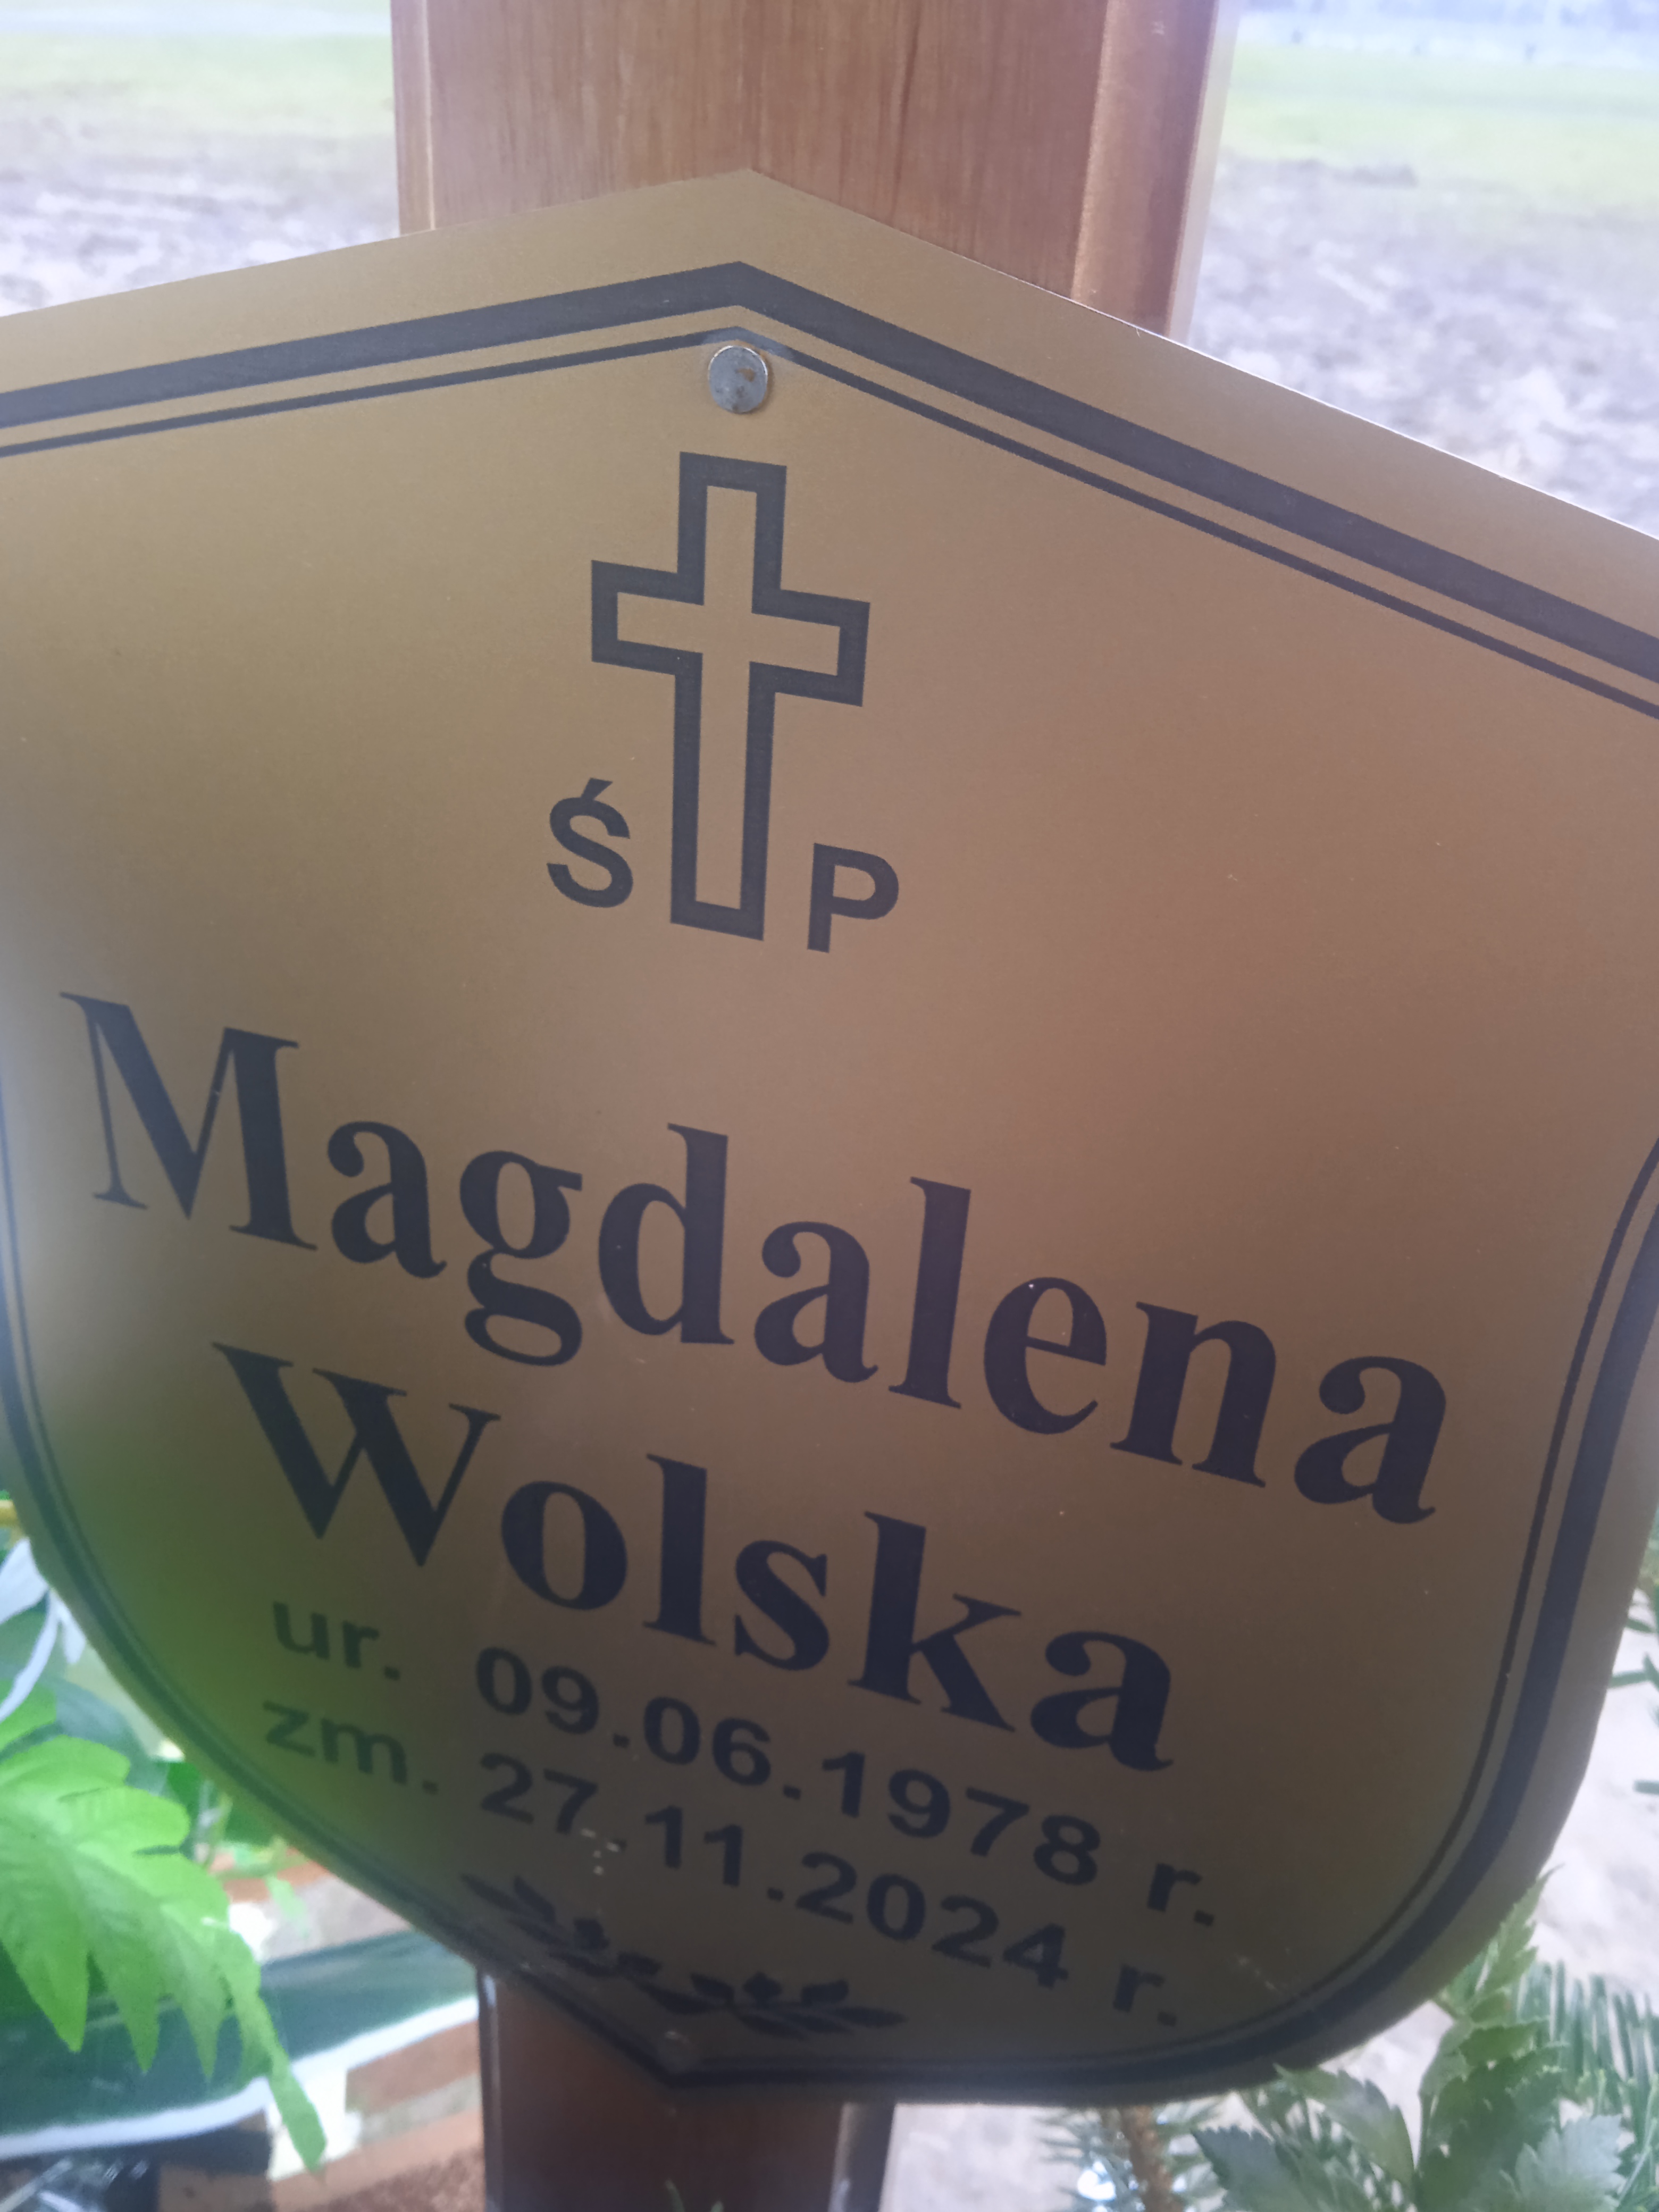 Ś P
Magdalena
Wolska
ur. 09.06.1978 r.
zm. 27.11.2024 r.